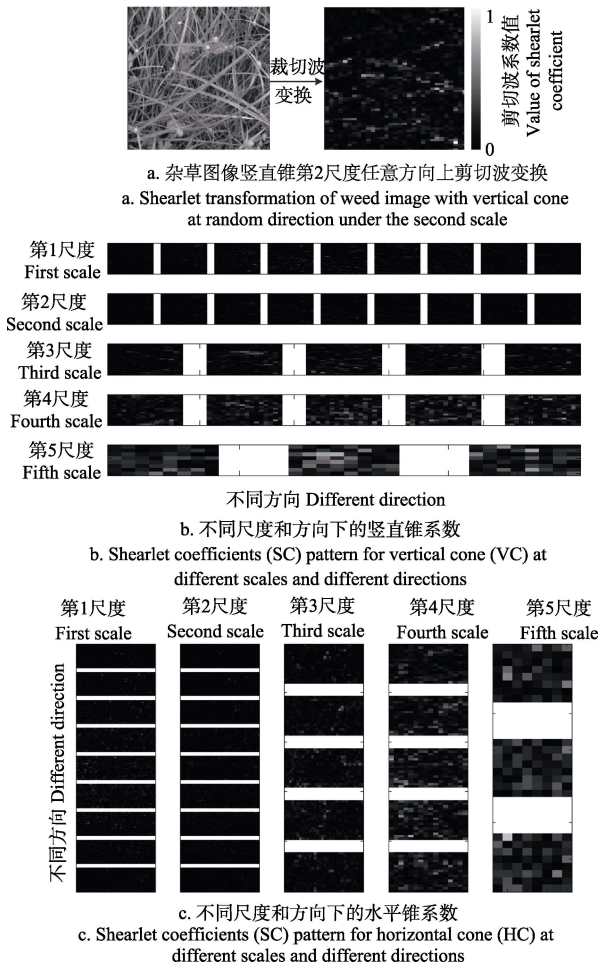 裁切波
变换
1
0
剪切波系数值
Value of shearlet
coefficient
a. 杂草图像竖直锥第2尺度任意方向上剪切波变换
a. Shearlet transformation of weed image with vertical cone
at random direction under the second scale
第1尺度
First scale
第2尺度
Second scale
第3尺度
Third scale
第4尺度
Fourth scale
第5尺度
Fifth scale
不同方向 Different direction
b. 不同尺度和方向下的竖直锥系数
b. Shearlet coefficients (SC) pattern for vertical cone (VC) at
different scales and different directions
第1尺度 第2尺度 第3尺度 第4尺度 第5尺度
First scale Second scale Third scale Fourth scale Fifth scale
不同方向 Different direction
c. 不同尺度和方向下的水平锥系数
c. Shearlet coefficients (SC) pattern for horizontal cone (HC) at
different scales and different directions